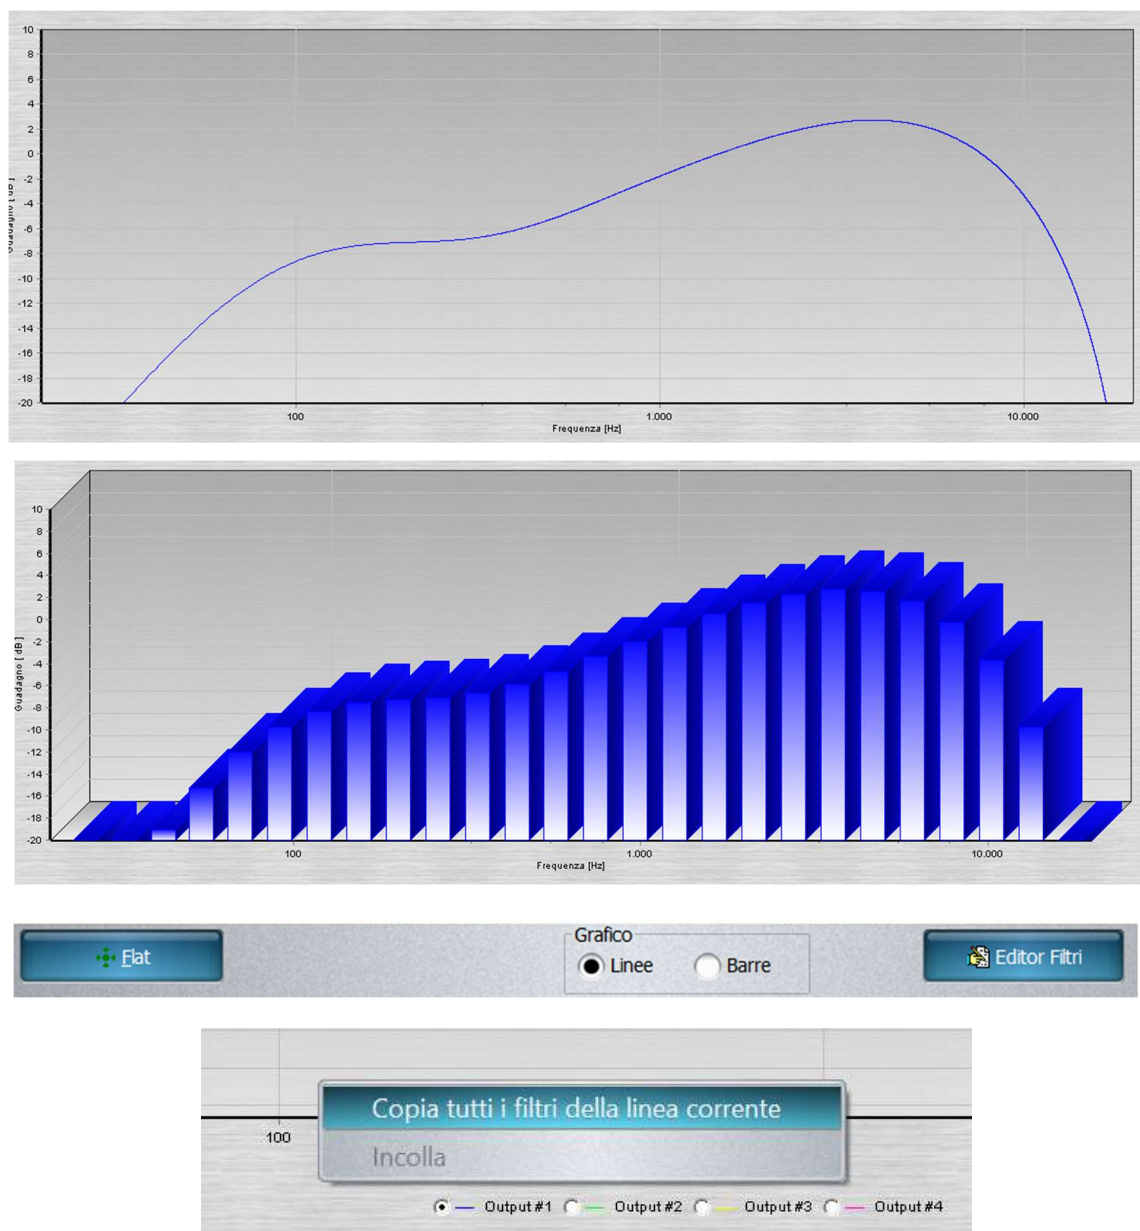 10
8
6
4
2
0
-2
-4
-6
-8
-10
-12
-14
-16
-18
-20
Guadagno [ dB ]
100 1.000 10.000
Frequenza [Hz]
10
8
6
4
2
0
-2
-4
-6
-8
-10
-12
-14
-16
-18
-20
Guadagno [ dB ]
100 1.000 10.000
Frequenza [Hz]
Flat
Grafico
Linee Barre
Editor Filtri
Copia tutti i filtri della linea corrente
100
Incolla
Output #1 Output #2 Output #3 Output #4